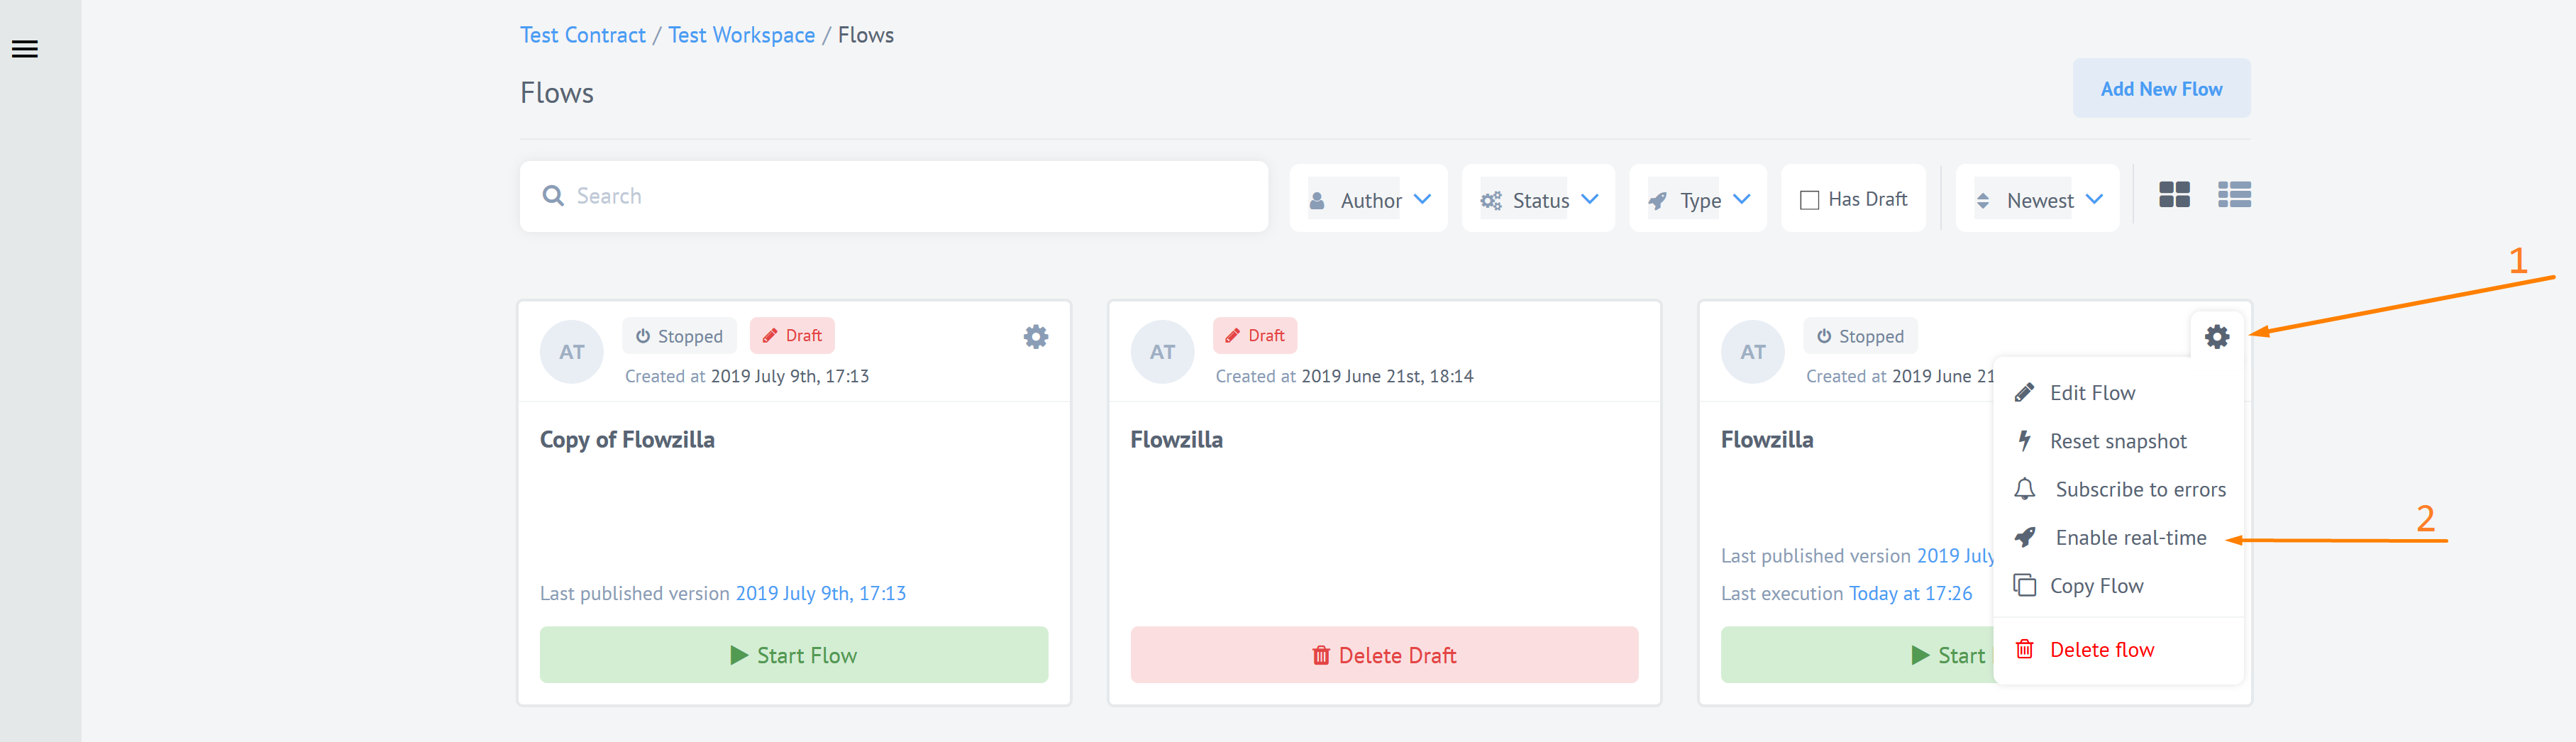 Test Contract / Test Workspace / Flows
Flows
Add New Flow
Search
Author
Status
Type
Has Draft
Newest
1
AT
Stopped
Draft
Created at 2019 July 9th, 17:13
Copy of Flowzilla
Last published version 2019 July 9th, 17:13
Start Flow
AT
Draft
Created at 2019 June 21st, 18:14
Flowzilla
Delete Draft
AT
Stopped
Created at 2019 June 21
Flowzilla
Last published version 2019 July
Last execution Today at 17:26
Start
Edit Flow
Reset snapshot
Subscribe to errors
Enable real-time
2
Copy Flow
Delete flow